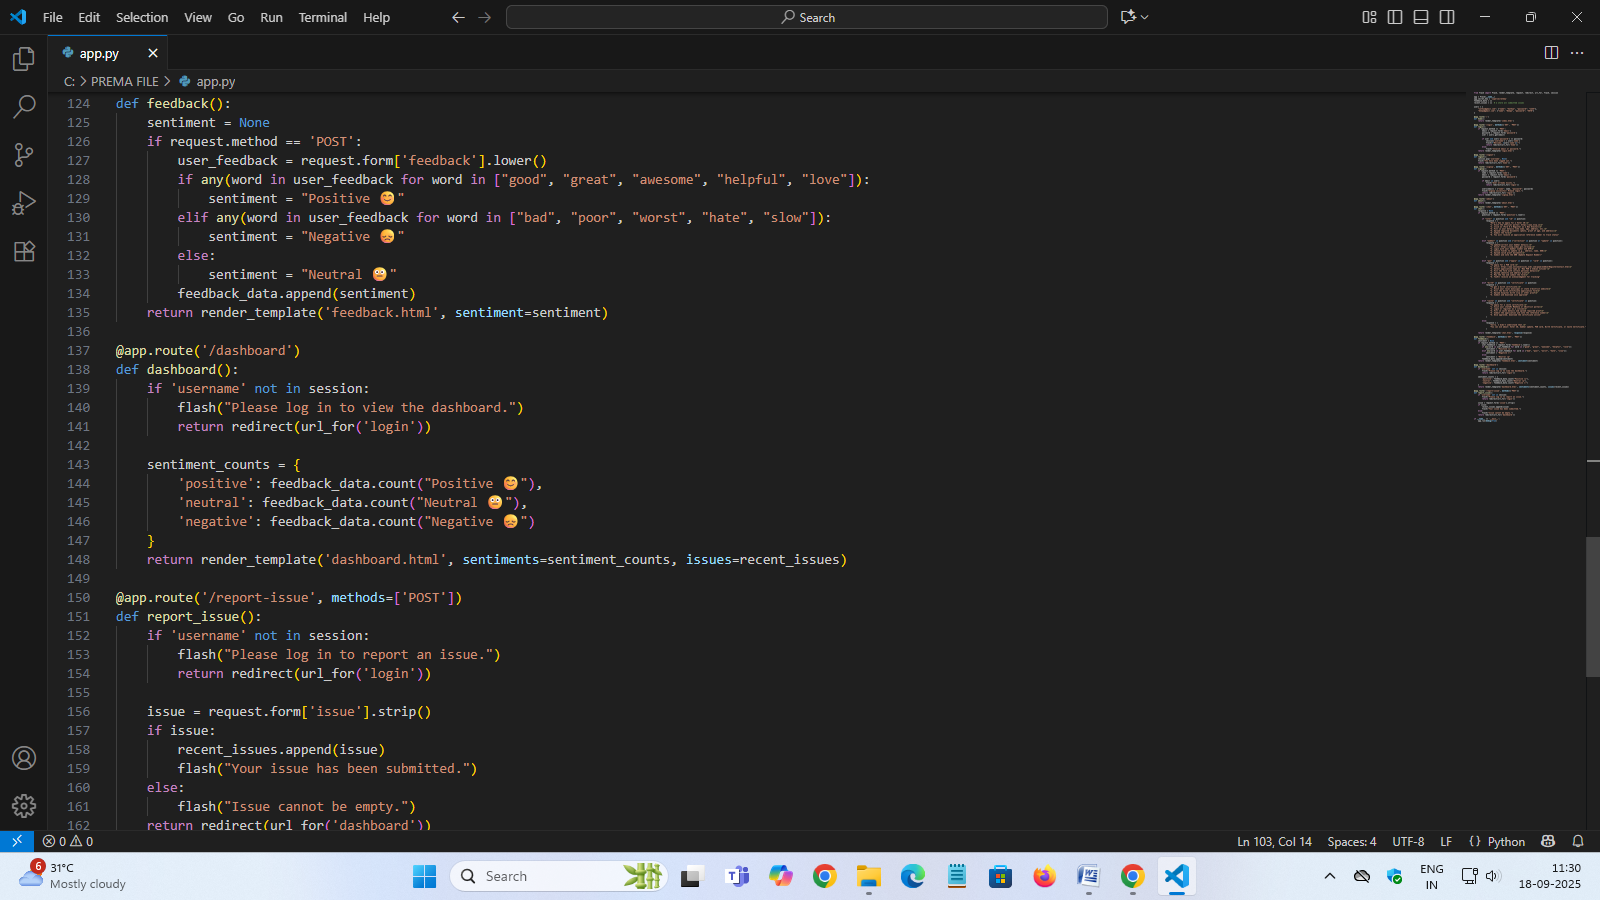 File Edit Selection View Go Run Terminal Help
Search
app.py
C: > PREMA FILE > app.py
124 def feedback():
125     sentiment = None
126     if request.method == 'POST':
127         user_feedback = request.form['feedback'].lower()
128         if any(word in user_feedback for word in ["good", "great", "awesome", "helpful", "love"]):
129             sentiment = "Positive 😊"
130         elif any(word in user_feedback for word in ["bad", "poor", "worst", "hate", "slow"]):
131             sentiment = "Negative 😞"
132         else:
133             sentiment = "Neutral 😐"
134         feedback_data.append(sentiment)
135     return render_template('feedback.html', sentiment=sentiment)
136
137 @app.route('/dashboard')
138 def dashboard():
139     if 'username' not in session:
140         flash("Please log in to view the dashboard.")
141         return redirect(url_for('login'))
142
143     sentiment_counts = {
144         'positive': feedback_data.count("Positive 😊"),
145         'neutral': feedback_data.count("Neutral 😐"),
146         'negative': feedback_data.count("Negative 😞")
147     }
148     return render_template('dashboard.html', sentiments=sentiment_counts, issues=recent_issues)
149
150 @app.route('/report-issue', methods=['POST'])
151 def report_issue():
152     if 'username' not in session:
153         flash("Please log in to report an issue.")
154         return redirect(url_for('login'))
155
156     issue = request.form['issue'].strip()
157     if issue:
158         recent_issues.append(issue)
159         flash("Your issue has been submitted.")
160     else:
161         flash("Issue cannot be empty.")
162     return redirect(url_for('dashboard'))
0 0
Ln 103, Col 14 Spaces: 4 UTF-8 LF {} Python
6
31°C
Mostly cloudy
Search
ENG
IN
11:30
18-09-2025